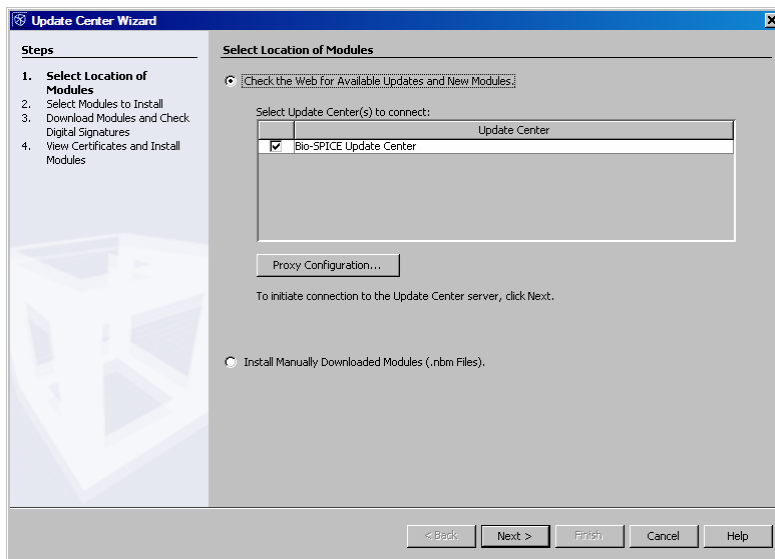 Update Center Wizard
Steps
1. Select Location of
Modules
2. Select Modules to Install
3. Download Modules and Check
Digital Signatures
4. View Certificates and Install
Modules
Select Location of Modules
Check the Web for Available Updates and New Modules.
Select Update Center(s) to connect:
Update Center
Bio-SPICE Update Center
Proxy Configuration...
To initiate connection to the Update Center server, click Next.
Install Manually Downloaded Modules (.nbm Files).
< Back Next > Finish Cancel Help